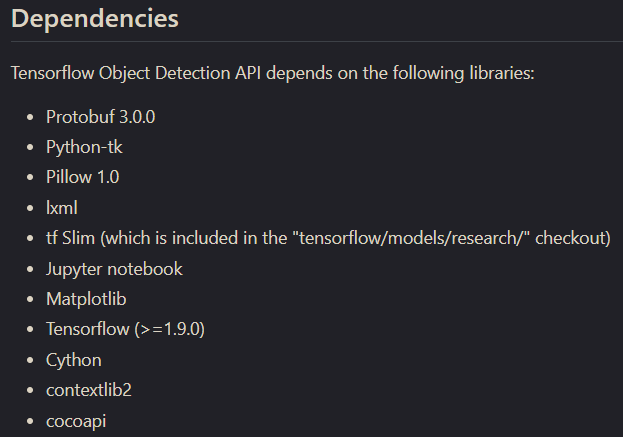 Dependencies
Tensorflow Object Detection API depends on the following libraries:
• Protobuf 3.0.0
• Python-tk
• Pillow 1.0
• lxml
• tf Slim (which is included in the "tensorflow/models/research/" checkout)
• Jupyter notebook
• Matplotlib
• Tensorflow (>=1.9.0)
• Cython
• contextlib2
• cocoapi